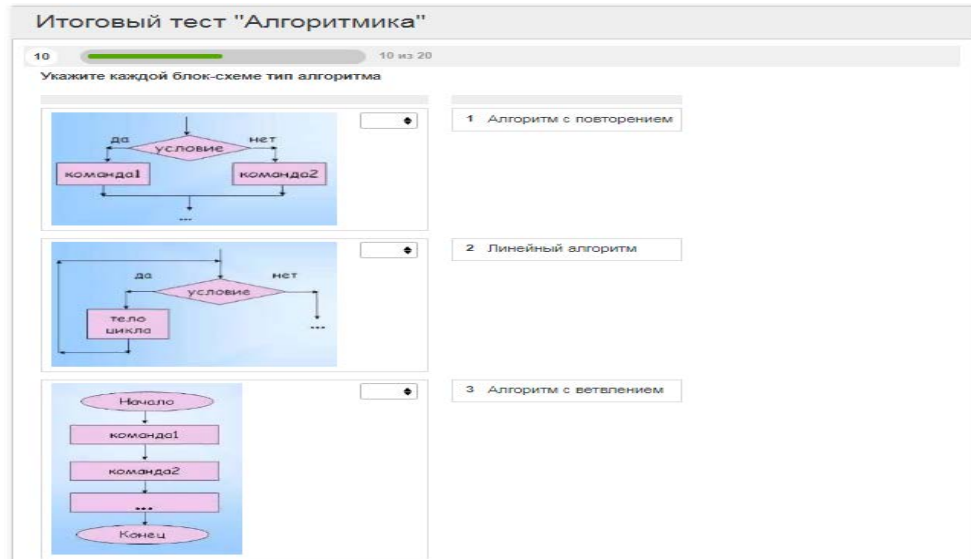 Итоговый тест "Алгоритмика"
10 10 из 20
Укажите каждой блок-схеме тип алгоритма
да нет
условие
команда1 команда2
...
1 Алгоритм с повторением
да нет
условие
тело
цикла
...
2 Линейный алгоритм
Начало
команда1
команда2
...
Конец
3 Алгоритм с ветвлением